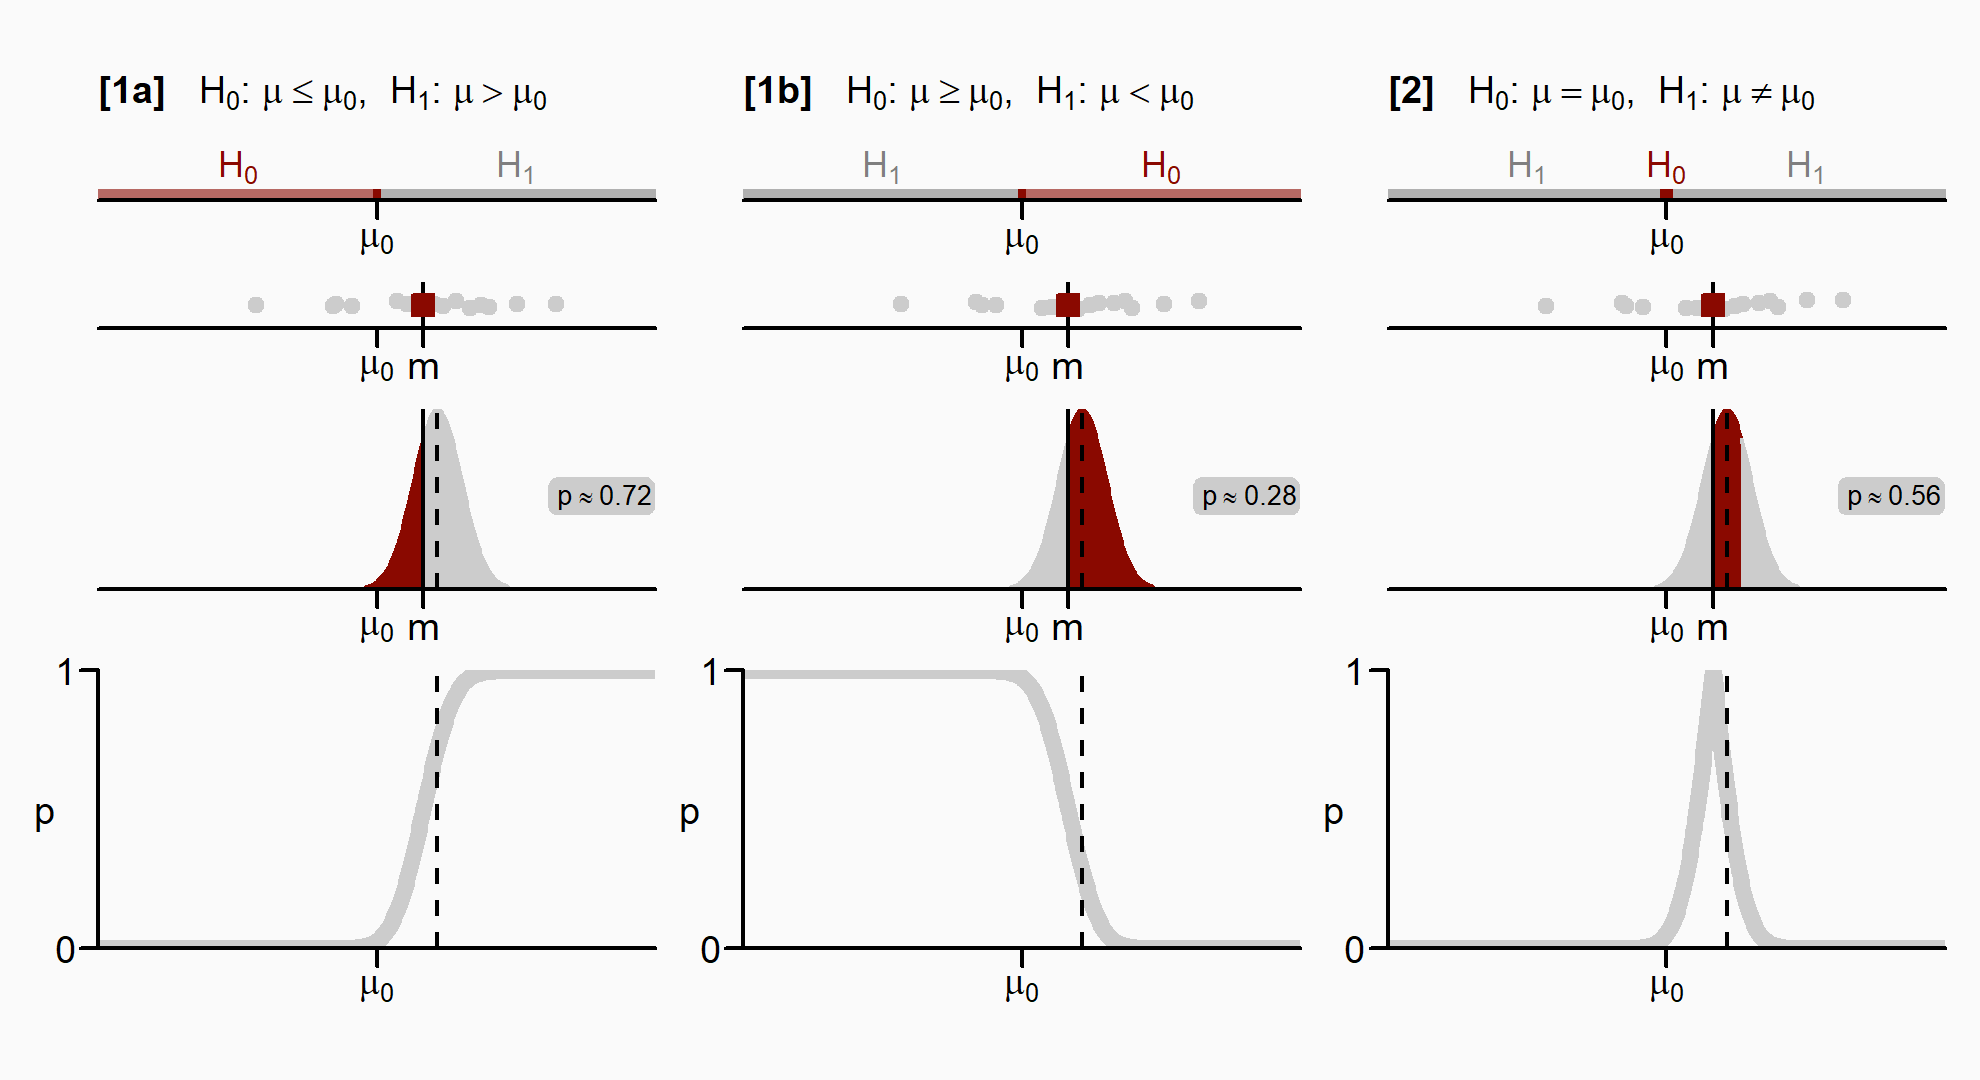 [1a] H₀: μ ≤ μ₀, H₁: μ > μ₀
H₀ H₁
μ₀
μ₀ m
p ≈ 0.72
μ₀ m
1
p
0
μ₀
[1b] H₀: μ ≥ μ₀, H₁: μ < μ₀
H₁ H₀
μ₀
μ₀ m
p ≈ 0.28
μ₀ m
1
p
0
μ₀
[2] H₀: μ = μ₀, H₁: μ ≠ μ₀
H₁ H₀ H₁
μ₀
μ₀ m
p ≈ 0.56
μ₀ m
1
p
0
μ₀